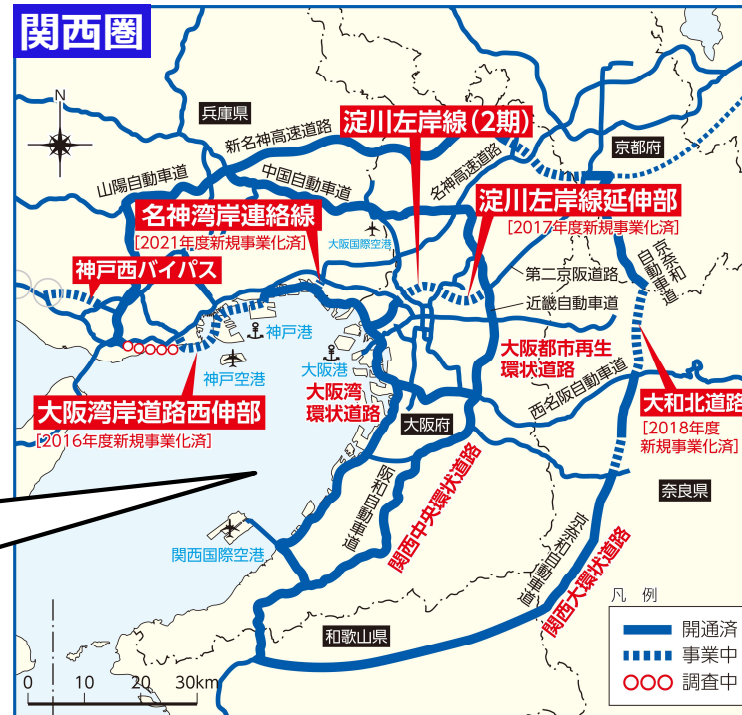 関西圏
N
兵庫県
新名神高速道路
淀川左岸線(2期)
京都府
名神高速道路
山陽自動車道
中国自動車道
淀川左岸線延伸部
[2017年度新規事業化済]
名神湾岸連絡線
[2021年度新規事業化済]
大阪国際空港
京奈和
自動車道
神戸西バイパス
第二京阪道路
近畿自動車道
神戸港
大阪港
神戸空港
大阪都市再生
環状道路
大阪湾
環状道路
西名阪自動車道
大阪湾岸道路西伸部
[2016年度新規事業化済]
大和北道路
[2018年度
新規事業化済]
大阪府
奈良県
阪和自動車道
関西中央環状道路
関西国際空港
京奈和自動車道
関西大環状道路
和歌山県
凡 例
開通済
事業中
調査中
0 10 20 30km